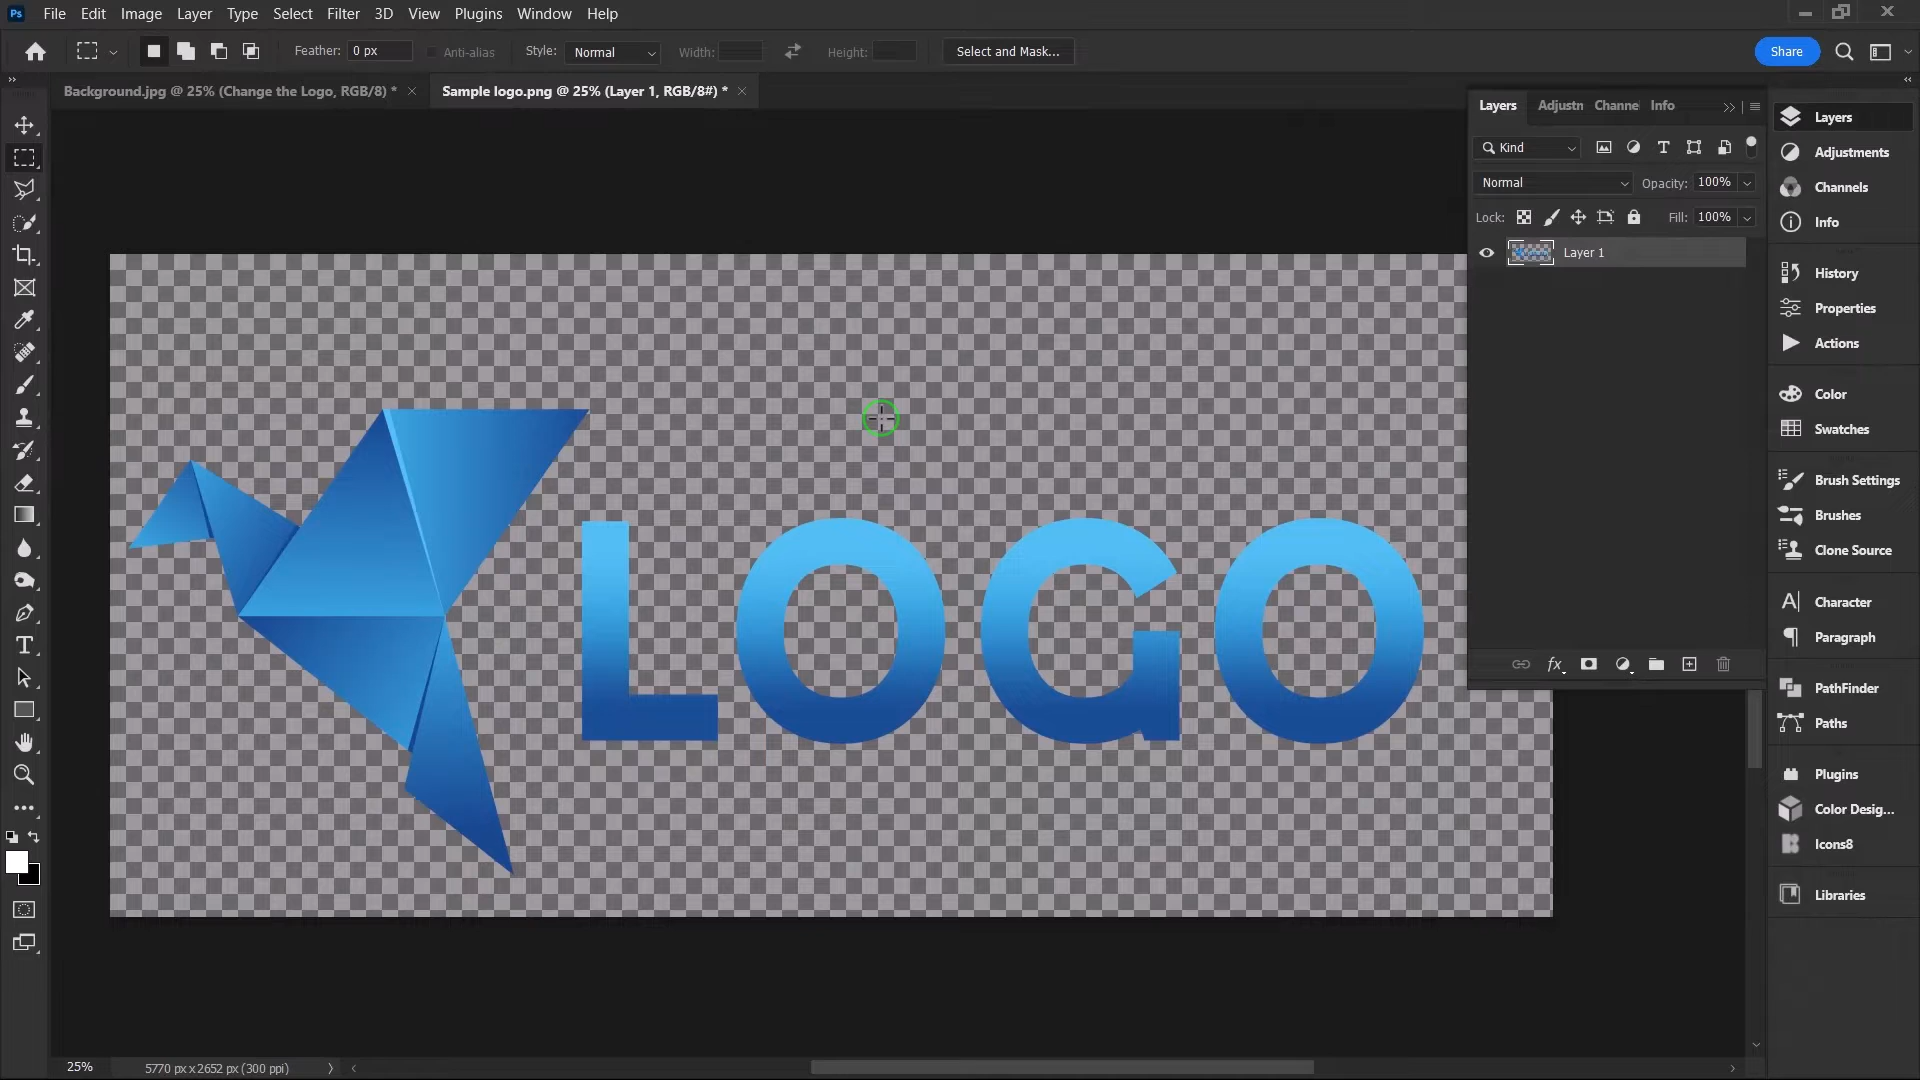 Ps File Edit Image Layer Type Select Filter 3D View Plugins Window Help
Feather: 0 px Anti-alias Style: Normal Width: Height: Select and Mask... Share
Background.jpg @ 25% (Change the Logo, RGB/8) * Sample logo.png @ 25% (Layer 1, RGB/8#) *
Layers Adjustn Channe Info
Kind
Normal Opacity: 100%
Lock: Fill: 100%
Layer 1
fx
Layers
Adjustments
Channels
Info
History
Properties
Actions
Color
Swatches
Brush Settings
Brushes
Clone Source
Character
Paragraph
PathFinder
Paths
Plugins
Color Desig...
Icons8
Libraries
LOGO
25% 5770 px x 2652 px (300 ppi)